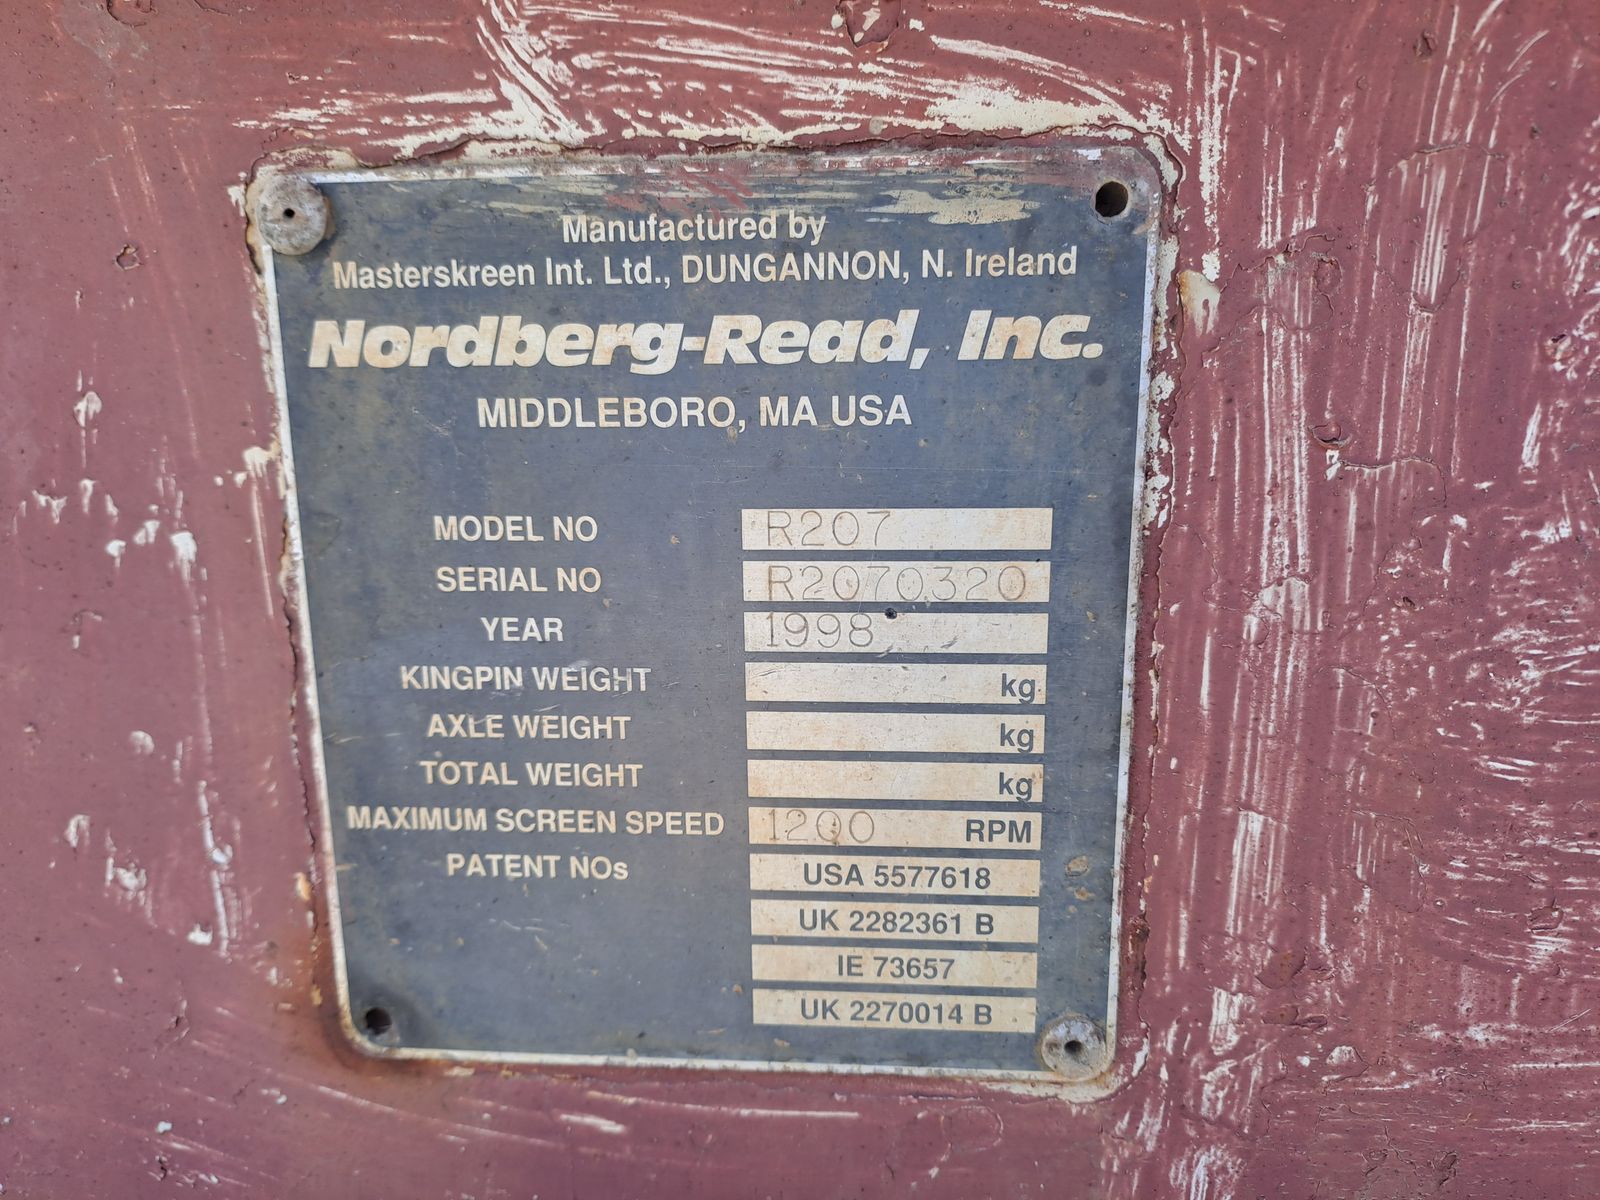 Manufactured by
Masterskreen Int. Ltd., DUNGANNON, N. Ireland
Nordberg-Read, Inc.
MIDDLEBORO, MA USA
MODEL NO R207
SERIAL NO R2070320
YEAR 1998
KINGPIN WEIGHT kg
AXLE WEIGHT kg
TOTAL WEIGHT kg
MAXIMUM SCREEN SPEED 1200 RPM
PATENT NOs USA 5577618
UK 2282361 B
IE 73657
UK 2270014 B